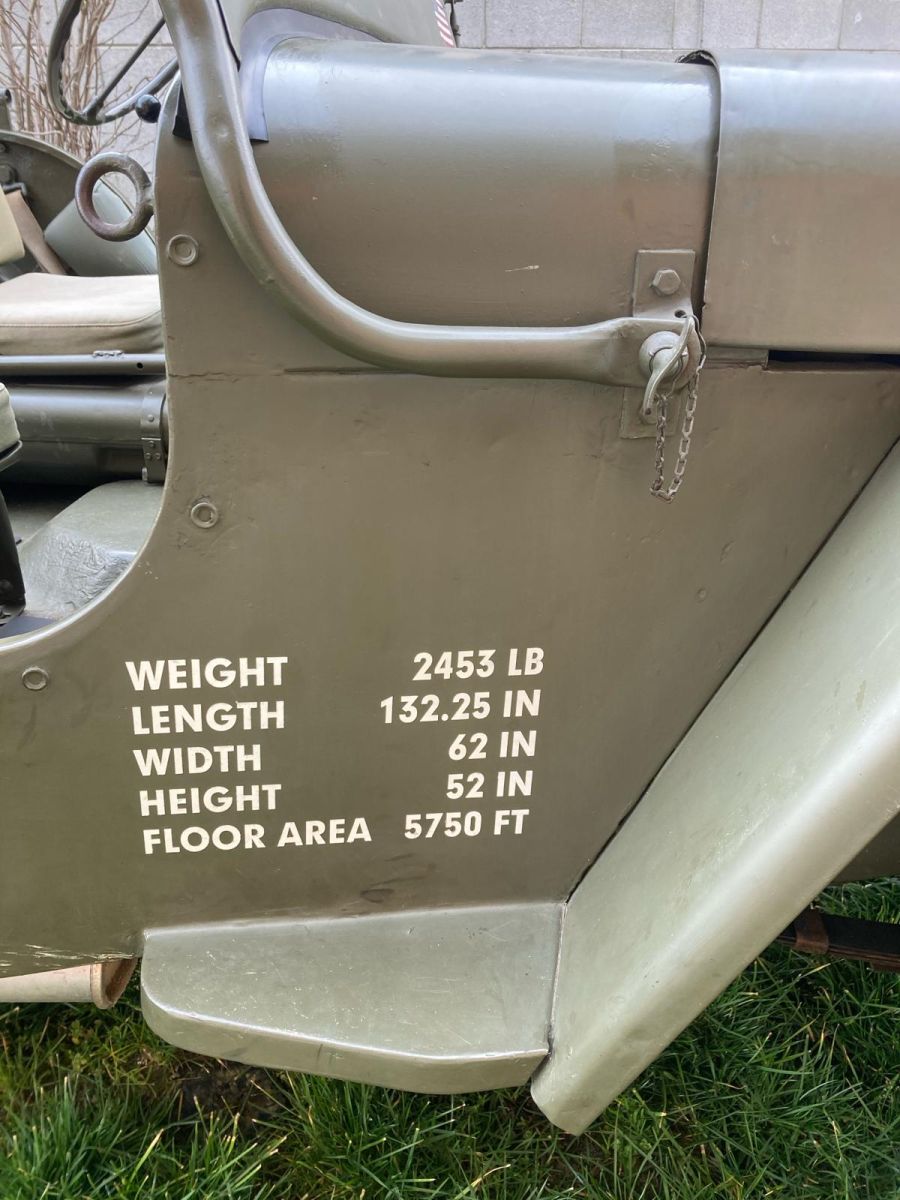 WEIGHT 2453 LB
LENGTH 132.25 IN
WIDTH 62 IN
HEIGHT 52 IN
FLOOR AREA 5750 FT